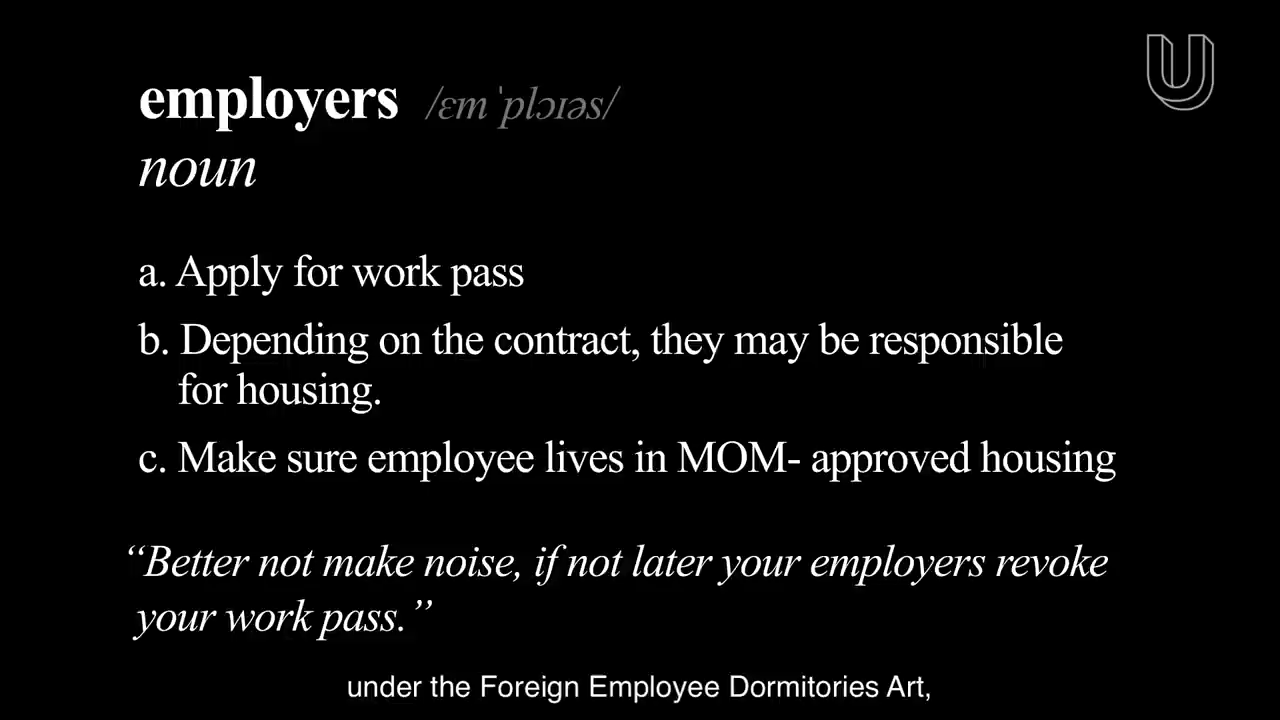 U
employers /ɛmˈplɔɪəs/
noun
a. Apply for work pass
b. Depending on the contract, they may be responsible
for housing.
c. Make sure employee lives in MOM- approved housing
“Better not make noise, if not later your employers revoke
your work pass.”
under the Foreign Employee Dormitories Art,